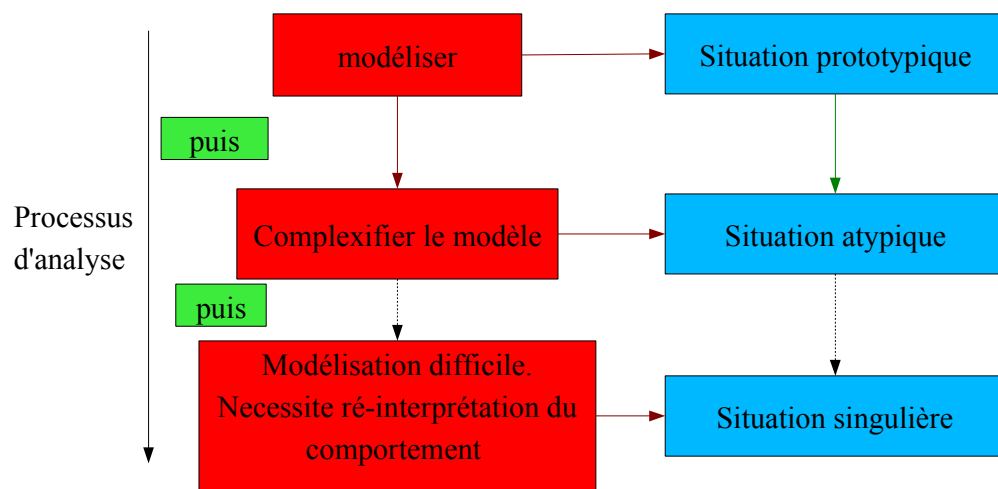 modéliser
Situation prototypique
puis
Processus
d'analyse
Complexifier le modèle
Situation atypique
puis
Modélisation difficile.
Necessite ré-interprétation du
comportement
Situation singulière